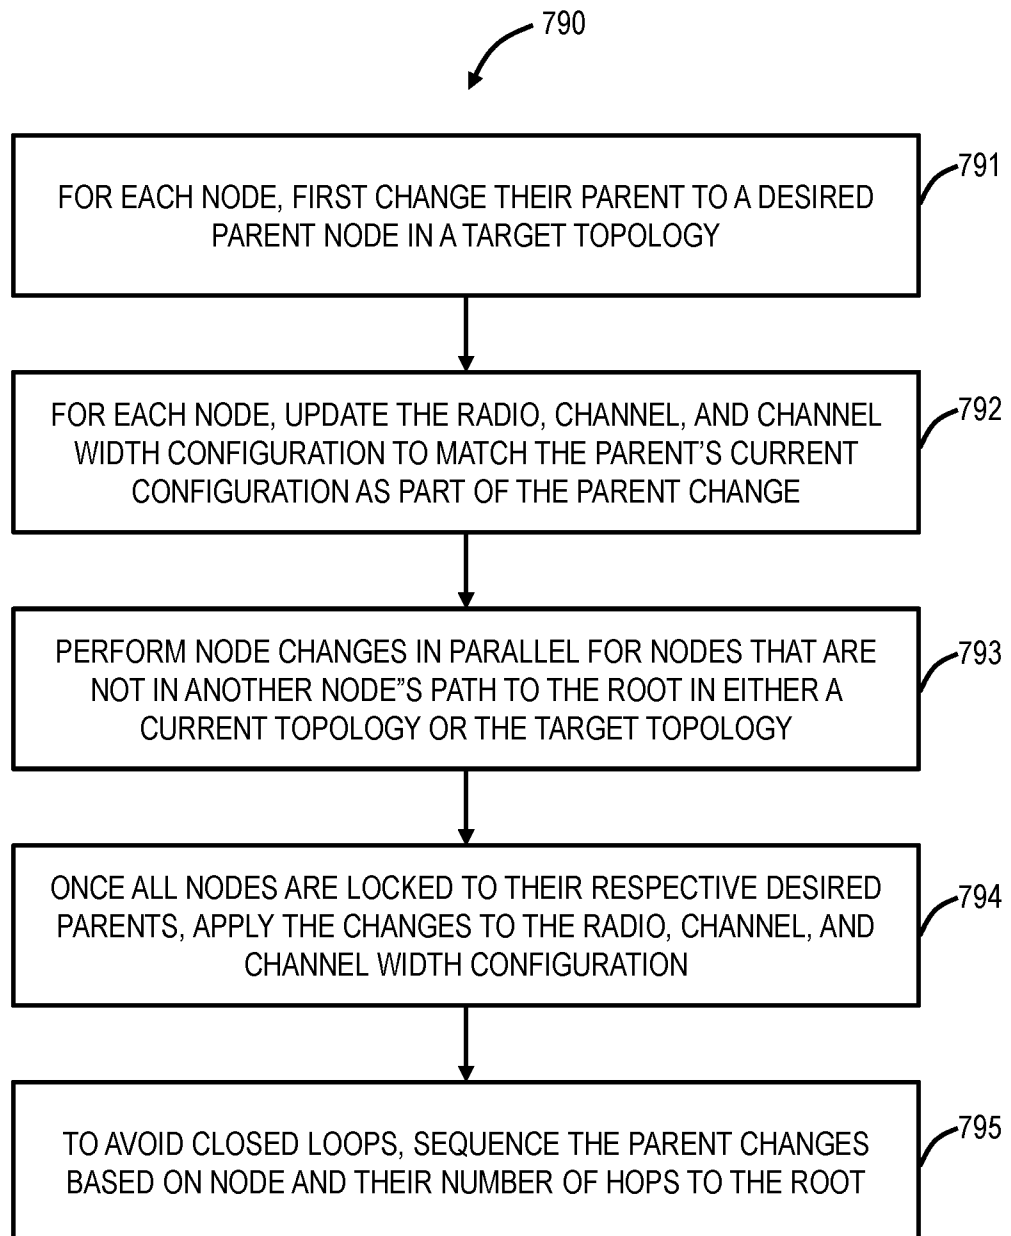 790
FOR EACH NODE, FIRST CHANGE THEIR PARENT TO A DESIRED
PARENT NODE IN A TARGET TOPOLOGY
791
FOR EACH NODE, UPDATE THE RADIO, CHANNEL, AND CHANNEL
WIDTH CONFIGURATION TO MATCH THE PARENT'S CURRENT
CONFIGURATION AS PART OF THE PARENT CHANGE
792
PERFORM NODE CHANGES IN PARALLEL FOR NODES THAT ARE
NOT IN ANOTHER NODE"S PATH TO THE ROOT IN EITHER A
CURRENT TOPOLOGY OR THE TARGET TOPOLOGY
793
ONCE ALL NODES ARE LOCKED TO THEIR RESPECTIVE DESIRED
PARENTS, APPLY THE CHANGES TO THE RADIO, CHANNEL, AND
CHANNEL WIDTH CONFIGURATION
794
TO AVOID CLOSED LOOPS, SEQUENCE THE PARENT CHANGES
BASED ON NODE AND THEIR NUMBER OF HOPS TO THE ROOT
795